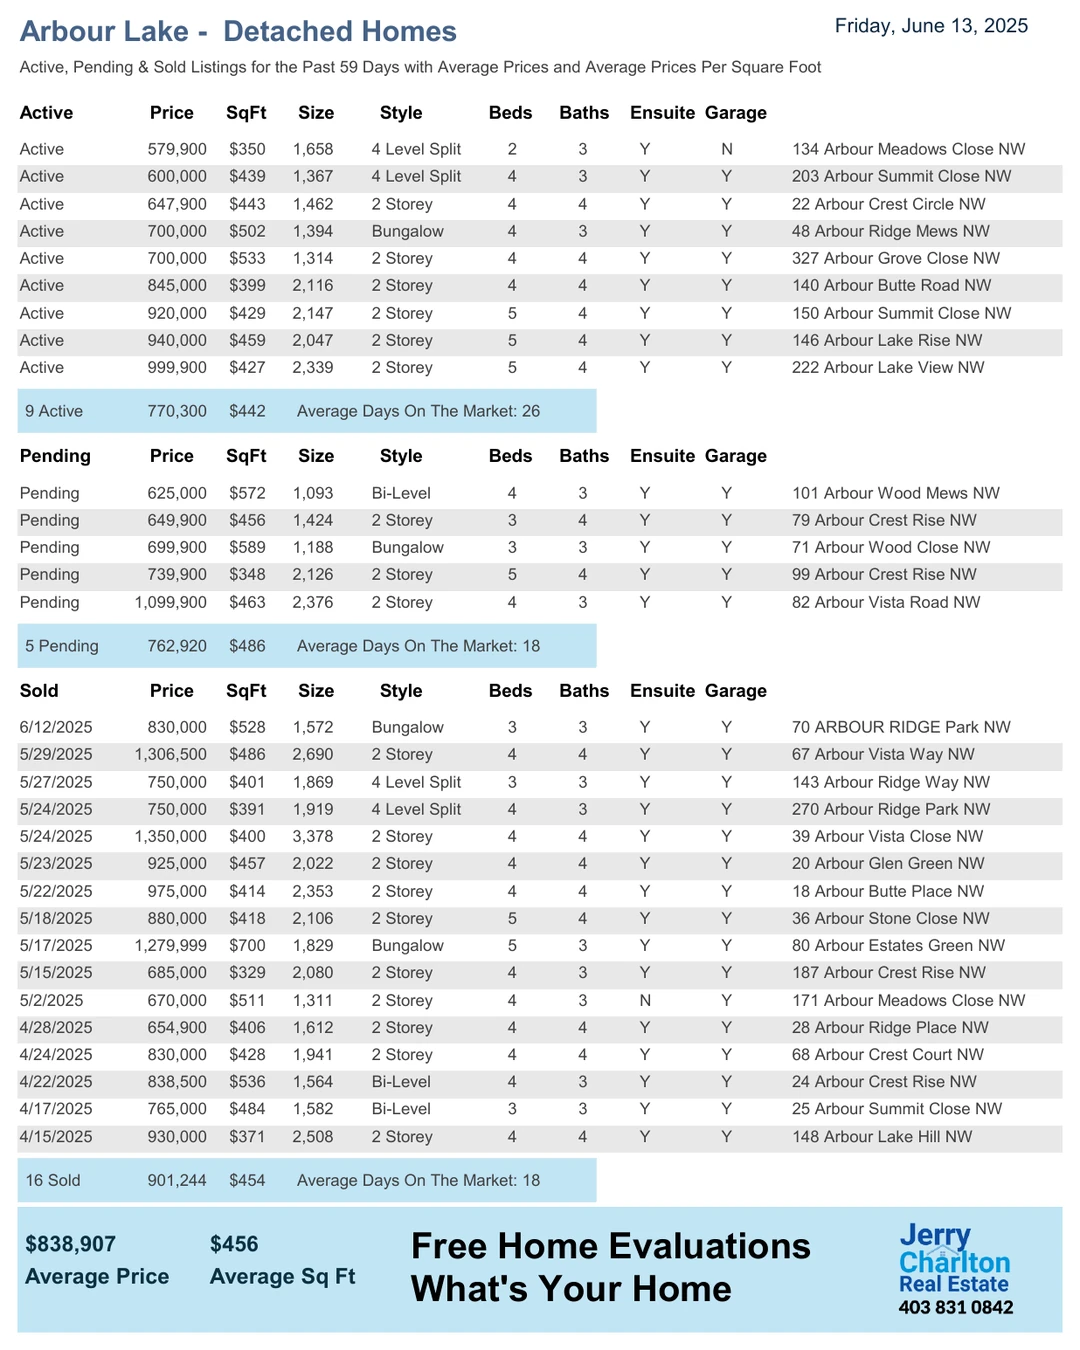 Arbour Lake -  Detached Homes
Friday, June 13, 2025
Active, Pending & Sold Listings for the Past 59 Days with Average Prices and Average Prices Per Square Foot
Active Price SqFt Size Style Beds Baths Ensuite Garage
Active 579,900 $350 1,658 4 Level Split 2 3 Y N 134 Arbour Meadows Close NW
Active 600,000 $439 1,367 4 Level Split 4 3 Y Y 203 Arbour Summit Close NW
Active 647,900 $443 1,462 2 Storey 4 4 Y Y 22 Arbour Crest Circle NW
Active 700,000 $502 1,394 Bungalow 4 3 Y Y 48 Arbour Ridge Mews NW
Active 700,000 $533 1,314 2 Storey 4 4 Y Y 327 Arbour Grove Close NW
Active 845,000 $399 2,116 2 Storey 4 4 Y Y 140 Arbour Butte Road NW
Active 920,000 $429 2,147 2 Storey 5 4 Y Y 150 Arbour Summit Close NW
Active 940,000 $459 2,047 2 Storey 5 4 Y Y 146 Arbour Lake Rise NW
Active 999,900 $427 2,339 2 Storey 5 4 Y Y 222 Arbour Lake View NW
9 Active 770,300 $442 Average Days On The Market: 26
Pending Price SqFt Size Style Beds Baths Ensuite Garage
Pending 625,000 $572 1,093 Bi-Level 4 3 Y Y 101 Arbour Wood Mews NW
Pending 649,900 $456 1,424 2 Storey 3 4 Y Y 79 Arbour Crest Rise NW
Pending 699,900 $589 1,188 Bungalow 3 3 Y Y 71 Arbour Wood Close NW
Pending 739,900 $348 2,126 2 Storey 5 4 Y Y 99 Arbour Crest Rise NW
Pending 1,099,900 $463 2,376 2 Storey 4 3 Y Y 82 Arbour Vista Road NW
5 Pending 762,920 $486 Average Days On The Market: 18
Sold Price SqFt Size Style Beds Baths Ensuite Garage
6/12/2025 830,000 $528 1,572 Bungalow 3 3 Y Y 70 ARBOUR RIDGE Park NW
5/29/2025 1,306,500 $486 2,690 2 Storey 4 4 Y Y 67 Arbour Vista Way NW
5/27/2025 750,000 $401 1,869 4 Level Split 3 3 Y Y 143 Arbour Ridge Way NW
5/24/2025 750,000 $391 1,919 4 Level Split 4 3 Y Y 270 Arbour Ridge Park NW
5/24/2025 1,350,000 $400 3,378 2 Storey 4 4 Y Y 39 Arbour Vista Close NW
5/23/2025 925,000 $457 2,022 2 Storey 4 4 Y Y 20 Arbour Glen Green NW
5/22/2025 975,000 $414 2,353 2 Storey 4 4 Y Y 18 Arbour Butte Place NW
5/18/2025 880,000 $418 2,106 2 Storey 5 4 Y Y 36 Arbour Stone Close NW
5/17/2025 1,279,999 $700 1,829 Bungalow 5 3 Y Y 80 Arbour Estates Green NW
5/15/2025 685,000 $329 2,080 2 Storey 4 3 Y Y 187 Arbour Crest Rise NW
5/2/2025 670,000 $511 1,311 2 Storey 4 3 N Y 171 Arbour Meadows Close NW
4/28/2025 654,900 $406 1,612 2 Storey 4 4 Y Y 28 Arbour Ridge Place NW
4/24/2025 830,000 $428 1,941 2 Storey 4 4 Y Y 68 Arbour Crest Court NW
4/22/2025 838,500 $536 1,564 Bi-Level 4 3 Y Y 24 Arbour Crest Rise NW
4/17/2025 765,000 $484 1,582 Bi-Level 3 3 Y Y 25 Arbour Summit Close NW
4/15/2025 930,000 $371 2,508 2 Storey 4 4 Y Y 148 Arbour Lake Hill NW
16 Sold 901,244 $454 Average Days On The Market: 18
$838,907 $456
Average Price Average Sq Ft
Free Home Evaluations
What's Your Home
Jerry
Charlton
Real Estate
403 831 0842